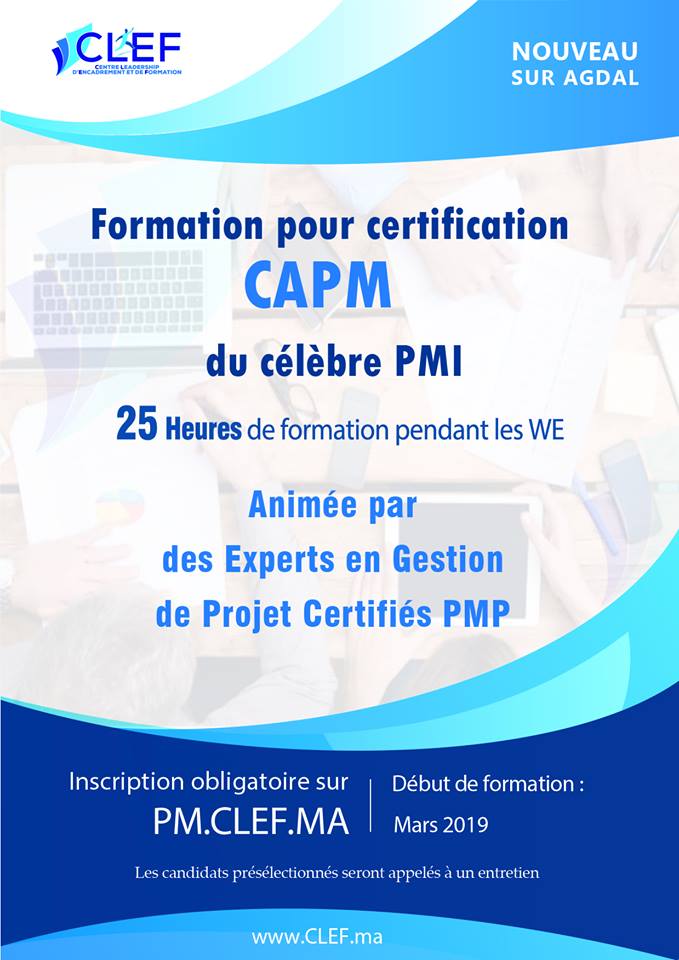 CLEF
CENTRE LEADERSHIP
D'ENCADREMENT ET DE FORMATION
NOUVEAU
SUR AGDAL
Formation pour certification
CAPM
du célèbre PMI
25 Heures de formation pendant les WE
Animée par
des Experts en Gestion
de Projet Certifiés PMP
Inscription obligatoire sur
PM.CLEF.MA
Début de formation :
Mars 2019
Les candidats présélectionnés seront appelés à un entretien
www.CLEF.ma